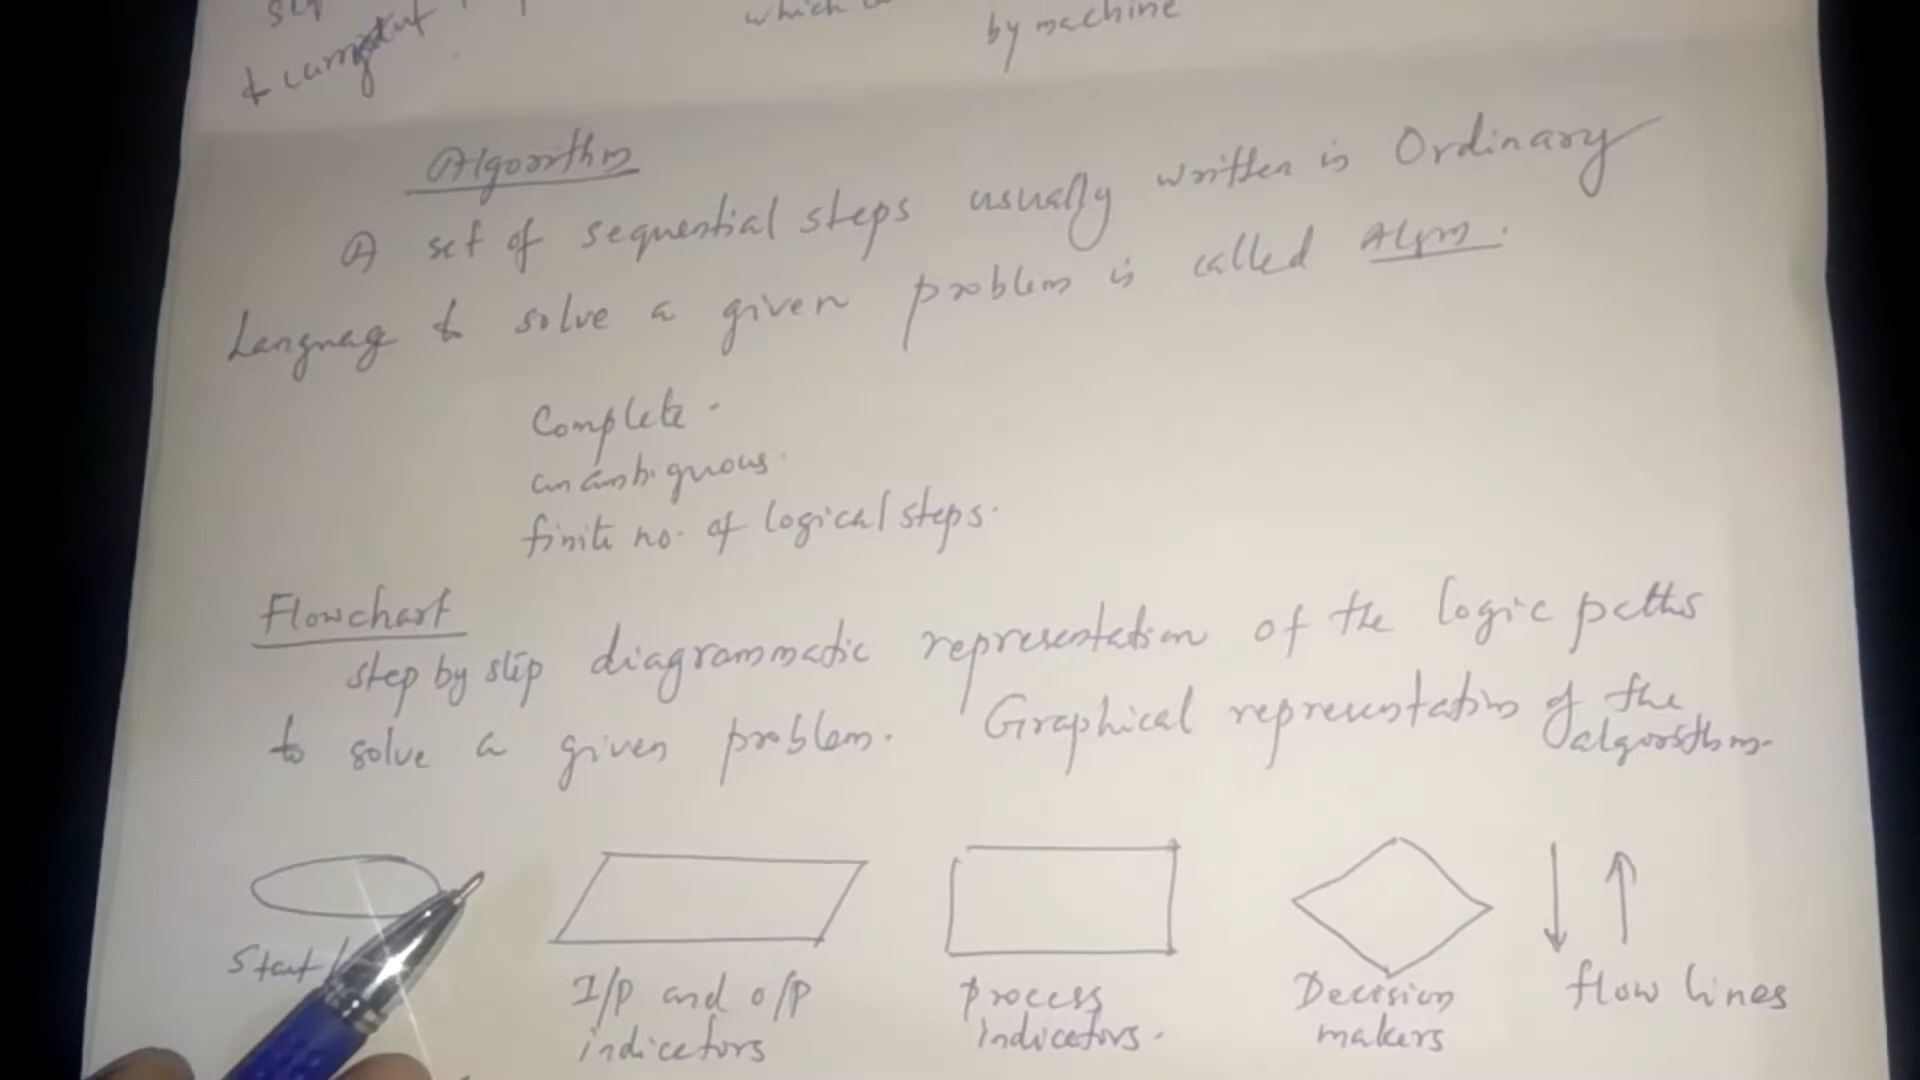 which
by machine
Algorithm
A set of sequential steps usually written in Ordinary
Languag to solve a given problem is called Algm.
Complete.
unambiguous.
finite no. of logical steps.
Flowchart
step by step diagrammatic representation of the logic paths
to solve a given problem. Graphical representation of the
algorithm.
Start/
I/P and O/P
indicators
process
indicators.
Decision
makers
flow lines